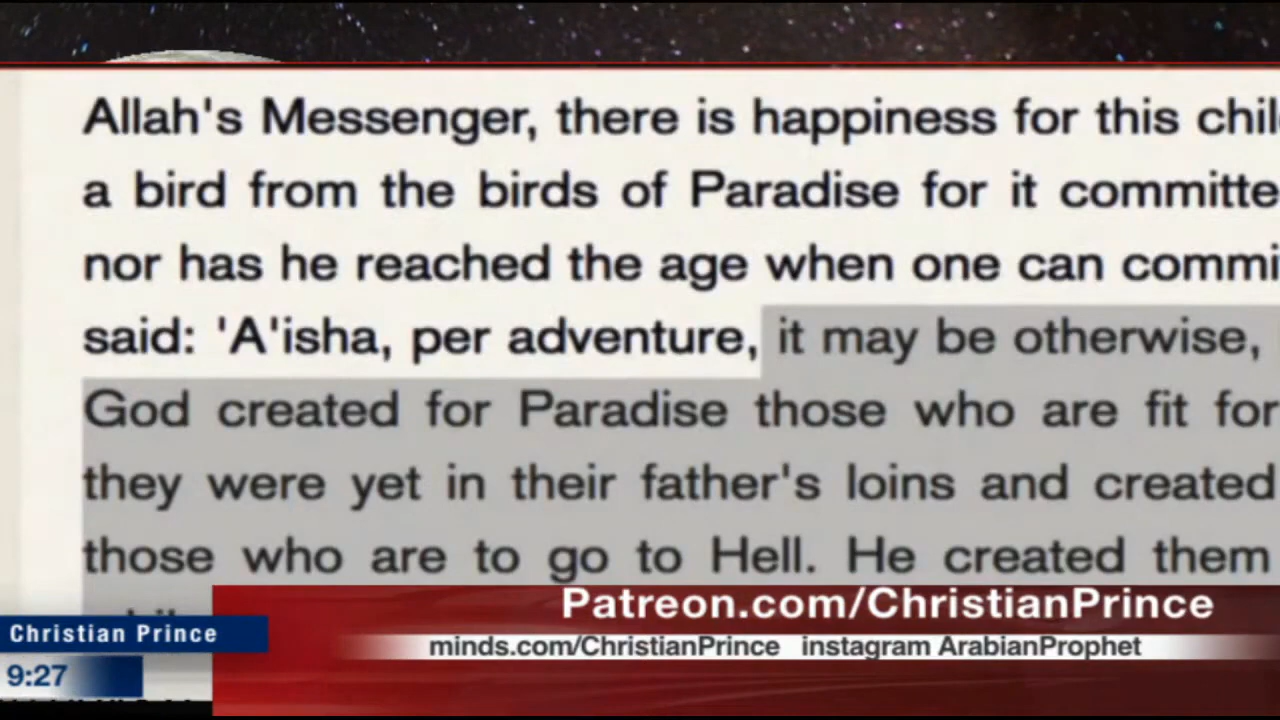 Allah's Messenger, there is happiness for this chil
a bird from the birds of Paradise for it committe
nor has he reached the age when one can commi
said: 'A'isha, per adventure, it may be otherwise,
God created for Paradise those who are fit for
they were yet in their father's loins and created
those who are to go to Hell. He created them
Patreon.com/ChristianPrince
Christian Prince
minds.com/ChristianPrince instagram ArabianProphet
9:27